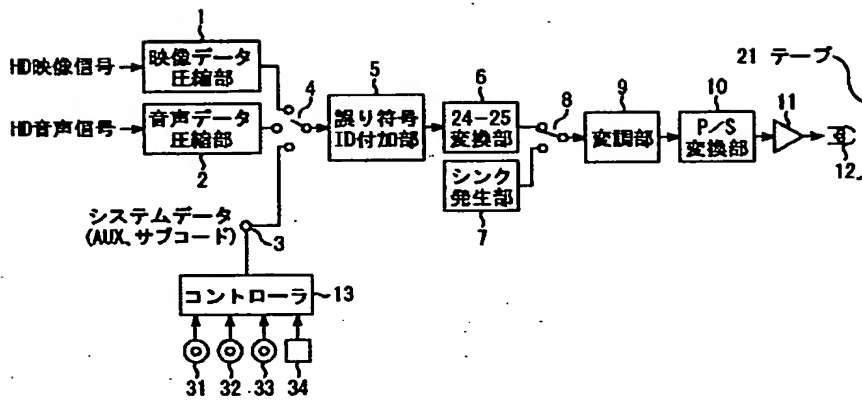 1
HD映像信号
映像データ
圧縮部
HD音声信号
音声データ
圧縮部
2
4
5
誤り符号
ID付加部
6
24-25
変換部
シンク
発生部
7
8
9
変調部
10
P/S
変換部
11
21 テープ
12
システムデータ
(AUX、サブコード)
3
コントローラ
13
31 32 33 34